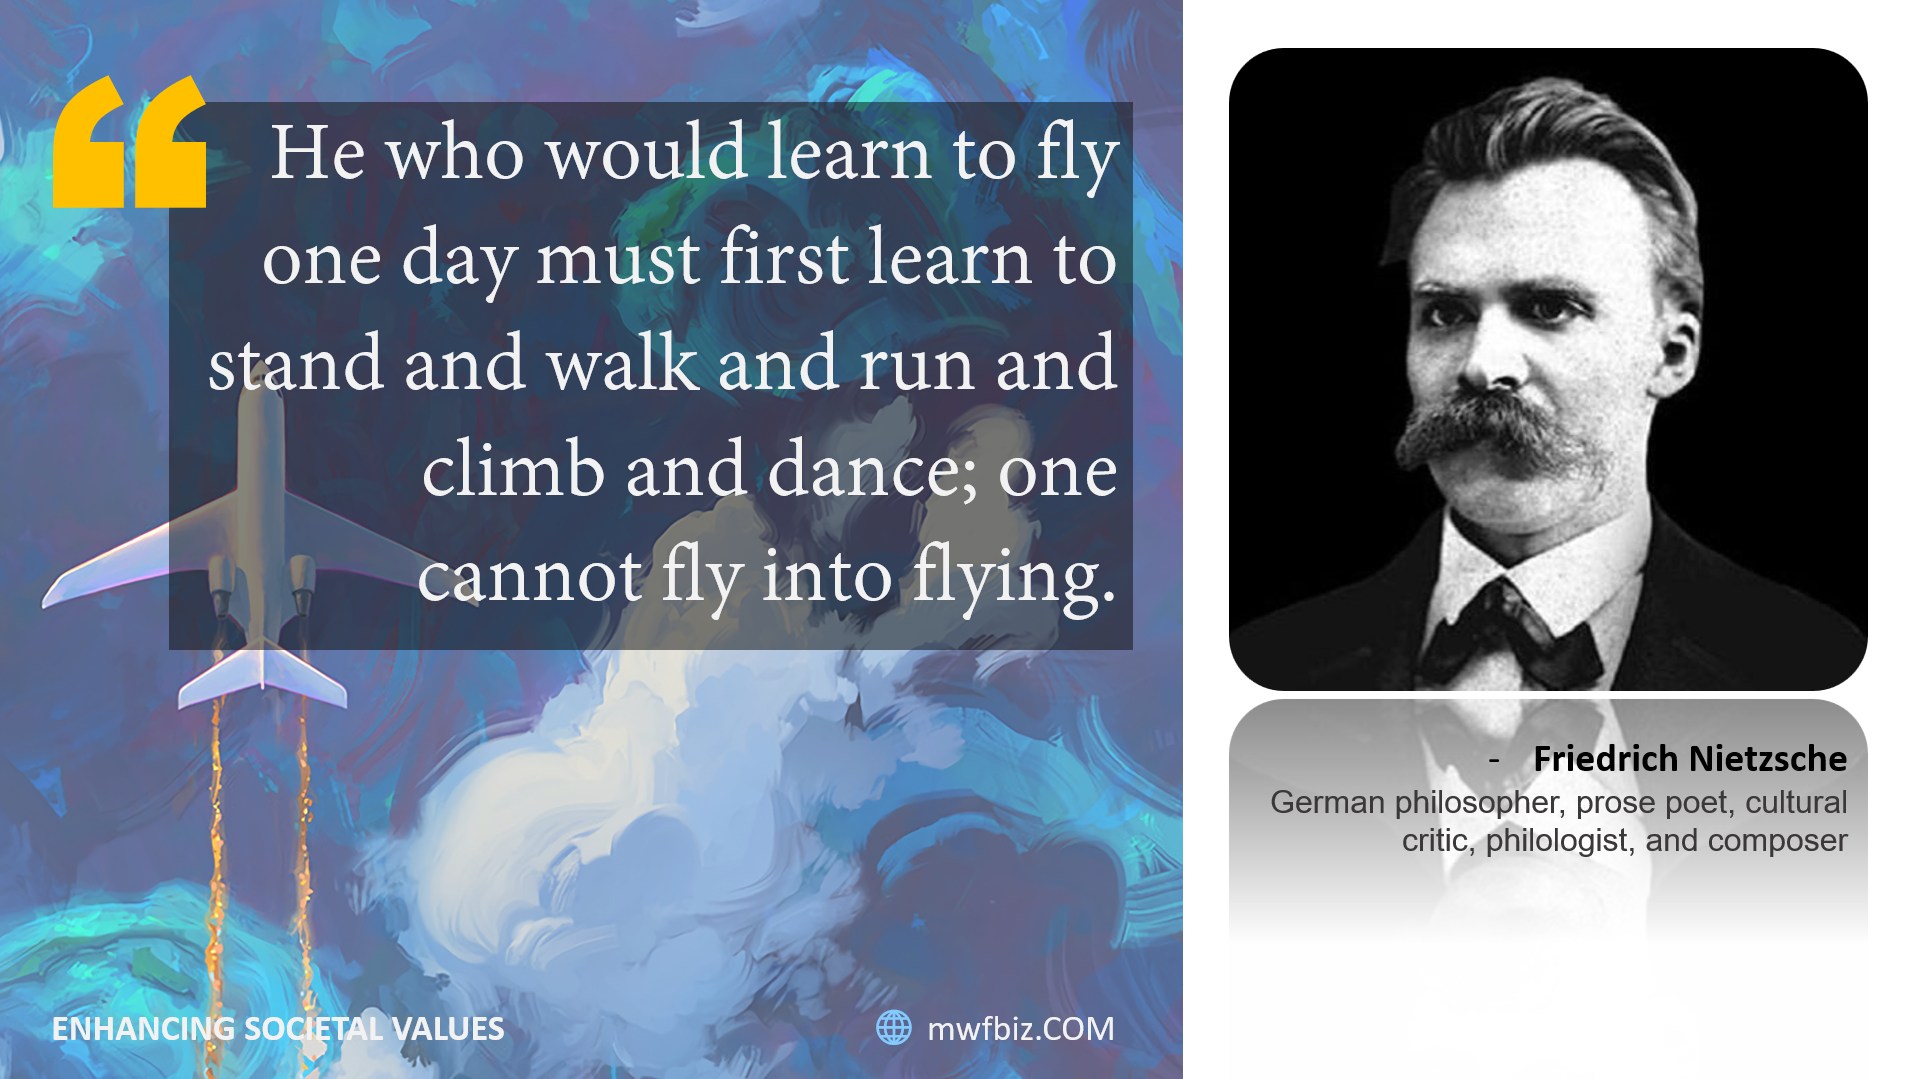 He who would learn to fly
one day must first learn to
stand and walk and run and
climb and dance; one
cannot fly into flying.
- Friedrich Nietzsche
German philosopher, prose poet, cultural
critic, philologist, and composer
ENHANCING SOCIETAL VALUES
mwfbiz.COM